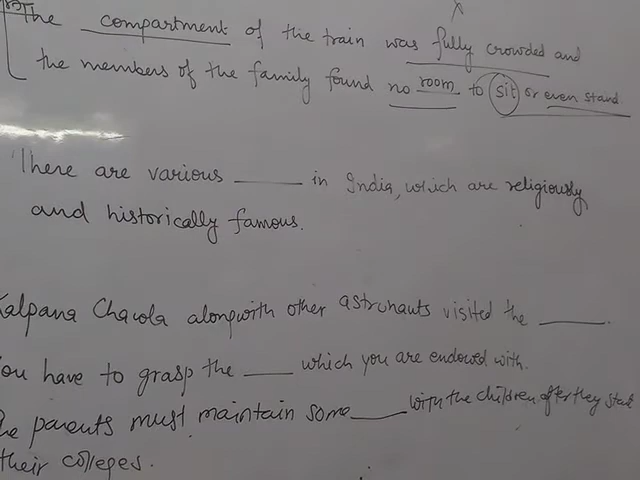 The compartment of the train was fully crowded and
the members of the family found no room to sit or even stand.
There are various ______ in India, which are religiously
and historically famous.
Kalpana Chawla alongwith other astronauts visited the ______.
You have to grasp the ____ which you are endowed with.
The parents must maintain some ____ with the children after they start
their colleges.